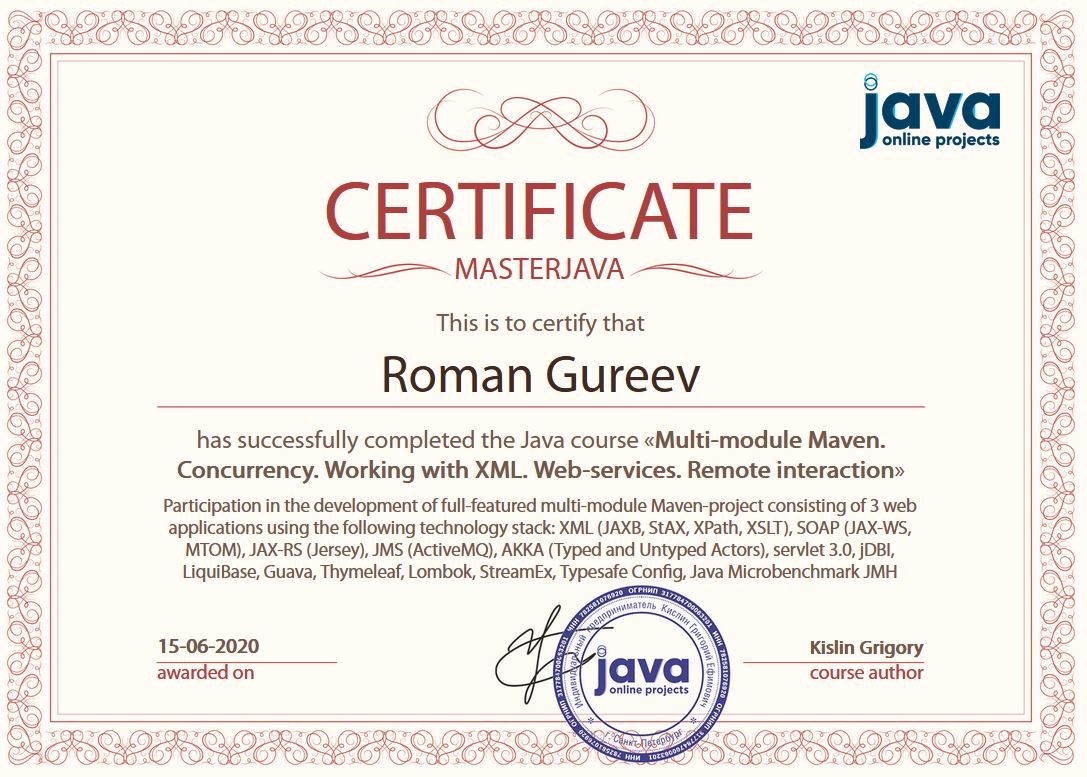 java
online projects
CERTIFICATE
MASTERJAVA
This is to certify that
Roman Gureev
has successfully completed the Java course «Multi-module Maven.
Concurrency. Working with XML. Web-services. Remote interaction»
Participation in the development of full-featured multi-module Maven-project consisting of 3 web
applications using the following technology stack: XML (JAXB, StAX, XPath, XSLT), SOAP (JAX-WS,
MTOM), JAX-RS (Jersey), JMS (ActiveMQ), AKKA (Typed and Untyped Actors), servlet 3.0, jDBI,
LiquiBase, Guava, Thymeleaf, Lombok, StreamEx, Typesafe Config, Java Microbenchmark JMH
15-06-2020
awarded on
ИНН 782581076920 ОГРНИП 317784700063201
Индивидуальный предприниматель Кислин Григорий Ефимович
java
online projects
г. Санкт-Петербург
Kislin Grigory
course author